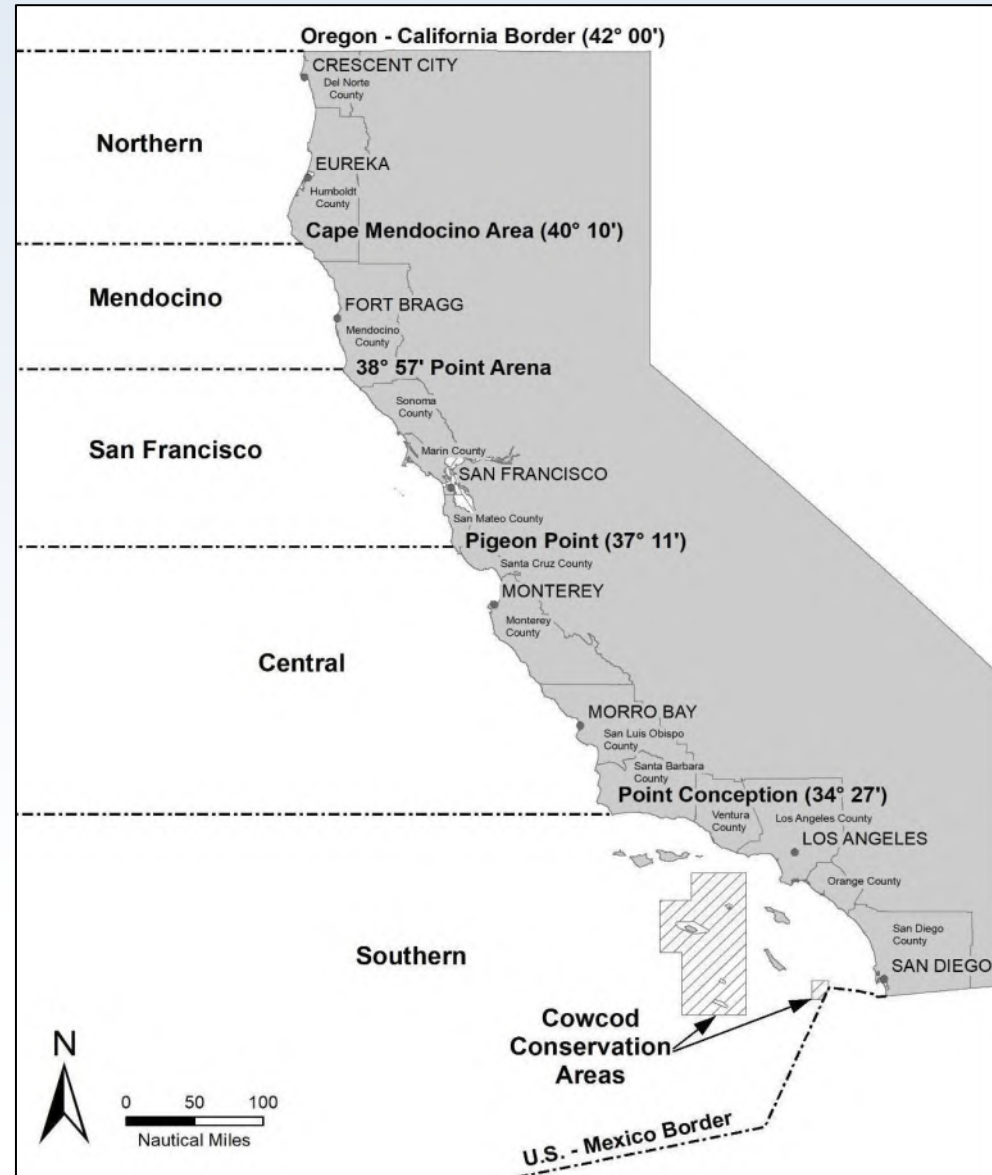 Oregon - California Border (42° 00')
CRESCENT CITY
Del Norte
County
Northern
EUREKA
Humboldt
County
Cape Mendocino Area (40° 10')
Mendocino
FORT BRAGG
Mendocino
County
38° 57' Point Arena
Sonoma
County
San Francisco
Marin County
SAN FRANCISCO
San Mateo County
Pigeon Point (37° 11')
Santa Cruz County
MONTEREY
Monterey
County
Central
MORRO BAY
San Luis Obispo
County
Santa Barbara
County
Point Conception (34° 27')
Ventura
County
Los Angeles County
LOS ANGELES
Orange County
San Diego
County
Southern
SAN DIEGO
Cowcod
Conservation
Areas
N
0 50 100
Nautical Miles
U.S. - Mexico Border